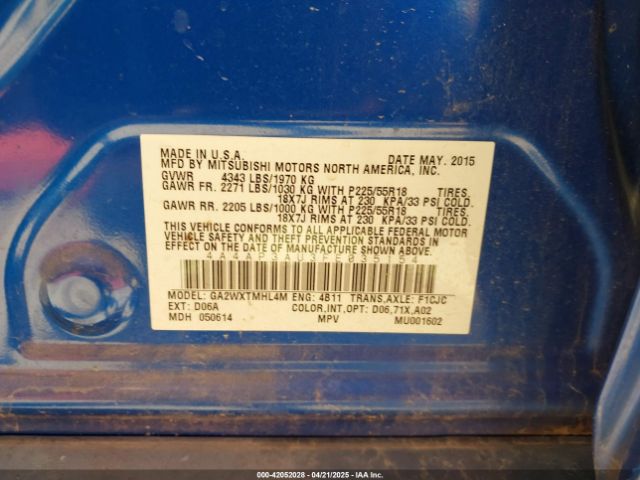 MADE IN U.S.A. DATE MAY. 2015
MFD BY MITSUBISHI MOTORS NORTH AMERICA, INC.
GVWR 4343 LBS/1970 KG
GAWR FR. 2271 LBS/1030 KG WITH P225/55R18 TIRES,
18X7J RIMS AT 230 KPA/33 PSI COLD.
GAWR RR. 2205 LBS/1000 KG WITH P225/55R18 TIRES,
18X7J RIMS AT 230 KPA/33 PSI COLD.
THIS VEHICLE CONFORMS TO ALL APPLICABLE FEDERAL MOTOR
VEHICLE SAFETY AND THEFT PREVENTION STANDARDS IN
EFFECT ON THE DATE OF MANUFACTURE SHOWN ABOVE.
MODEL: GA2WXTMHL4M ENG: 4B11 TRANS,AXLE: F1CJC
EXT: D06A COLOR,INT,OPT: D06,71X,A02
MDH 050614 MPV MU001602
000-42052028 - 04/21/2025 - IAA Inc.